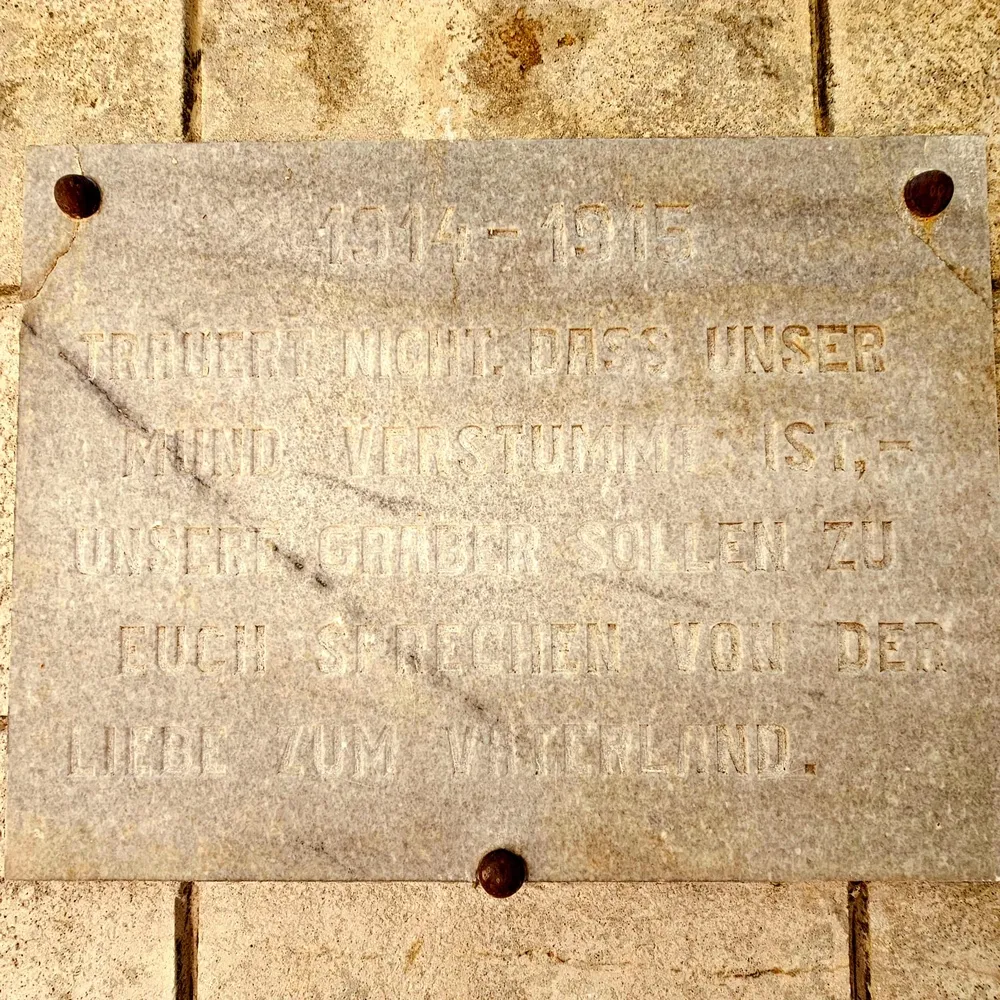 1914-1915
TRAUERT NICHT, DASS UNSER
MUND VERSTUMMT IST,-
UNSERE GRÄBER SOLLEN ZU
EUCH SPRECHEN VON DER
LIEBE ZUM VATERLAND.